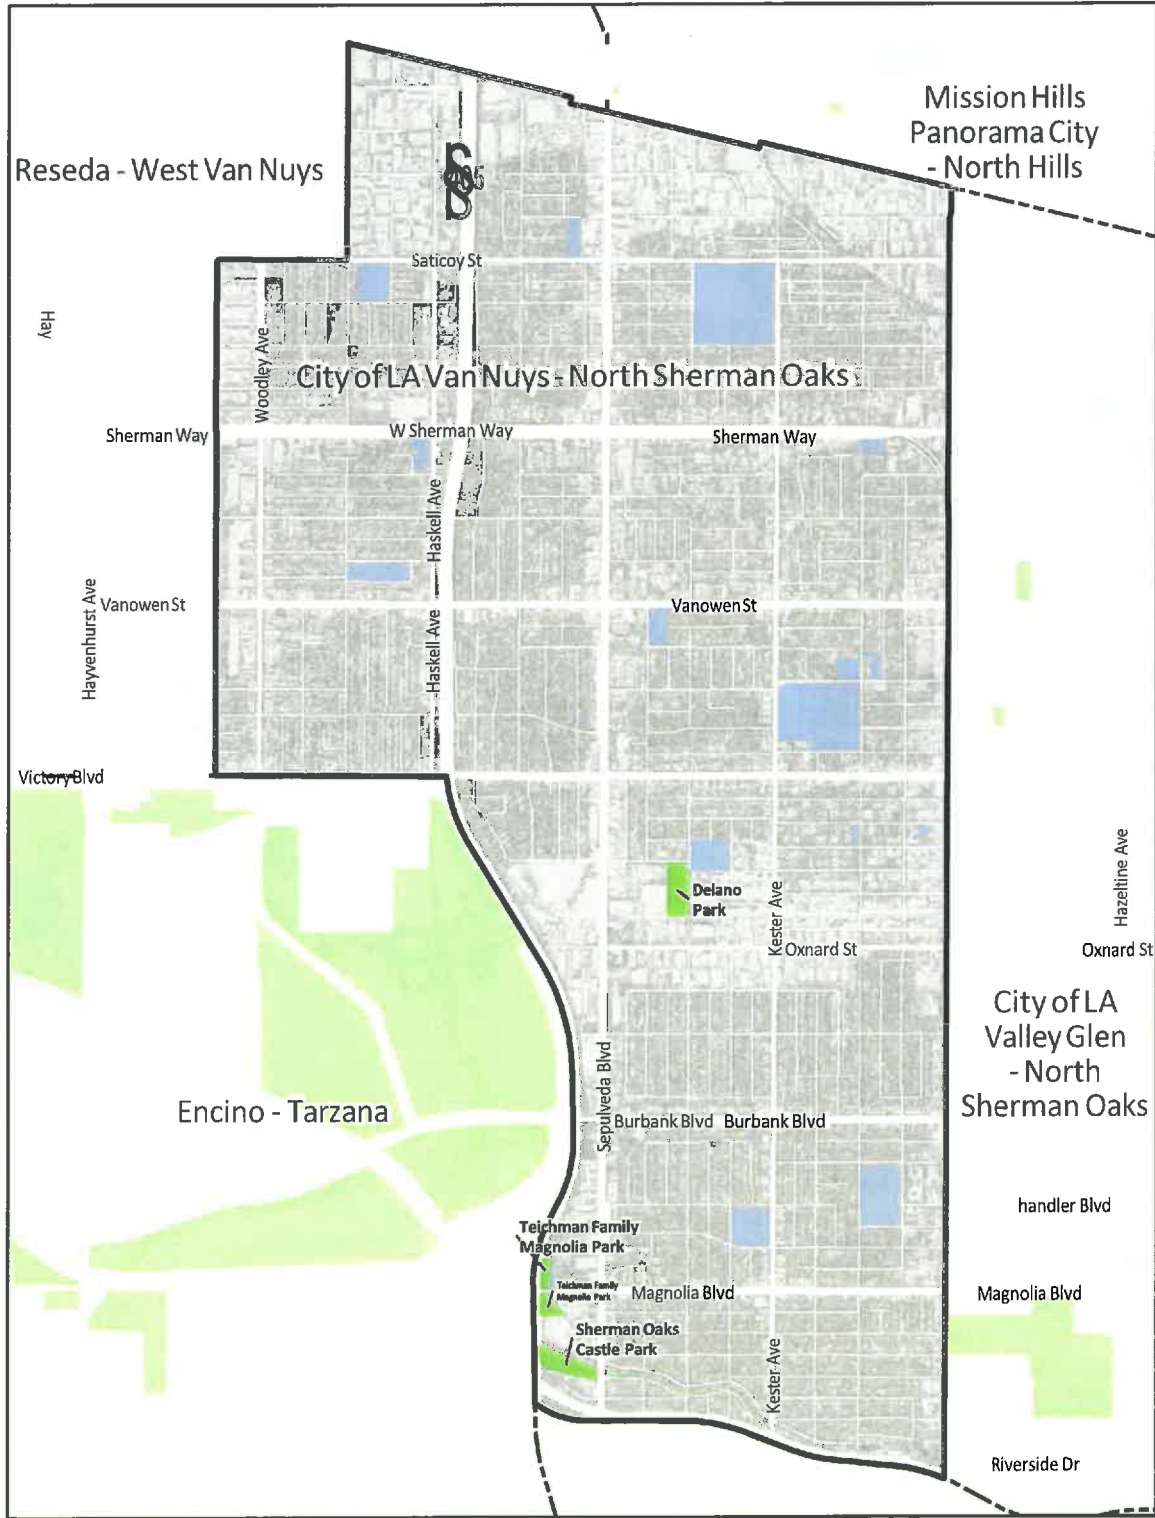 Mission Hills
Panorama City
- North Hills
Reseda - West Van Nuys
Saticoy St
Hay
Woodley Ave
City of LA Van Nuys - North Sherman Oaks
Sherman Way
W Sherman Way
Sherman Way
Haskell Ave
Hayvenhurst Ave
Vanowen St
Vanowen St
Haskell Ave
Victory Blvd
Delano
Park
Kester Ave
Hazeltine Ave
Oxnard St
Oxnard St
City of LA
Valley Glen
- North
Sherman Oaks
Sepulveda Blvd
Encino - Tarzana
Burbank Blvd
Burbank Blvd
handler Blvd
Teichman Family
Magnolia Park
Teichman Family
Magnolia Park
Magnolia Blvd
Magnolia Blvd
Sherman Oaks
Castle Park
Kester Ave
Riverside Dr